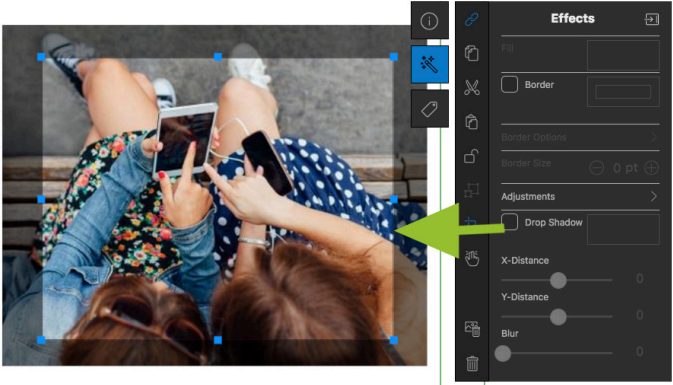 Effects
Fill
Border
Border Options
Border Size
0 pt
Adjustments
Drop Shadow
X-Distance
0
Y-Distance
0
Blur
0